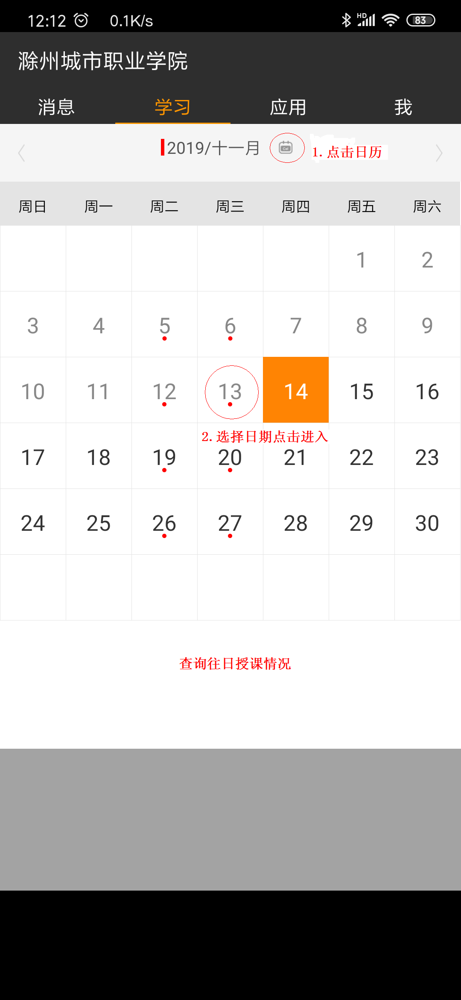 12:12 0.1K/s HD 83
滁州城市职业学院
消息 学习 应用 我
2019/十一月 Cal 1.点击日历
周日 周一 周二 周三 周四 周五 周六
1 2
3 4 5 6 7 8 9
10 11 12 13 14 15 16
2.选择日期点击进入
17 18 19 20 21 22 23
24 25 26 27 28 29 30
查询往日授课情况